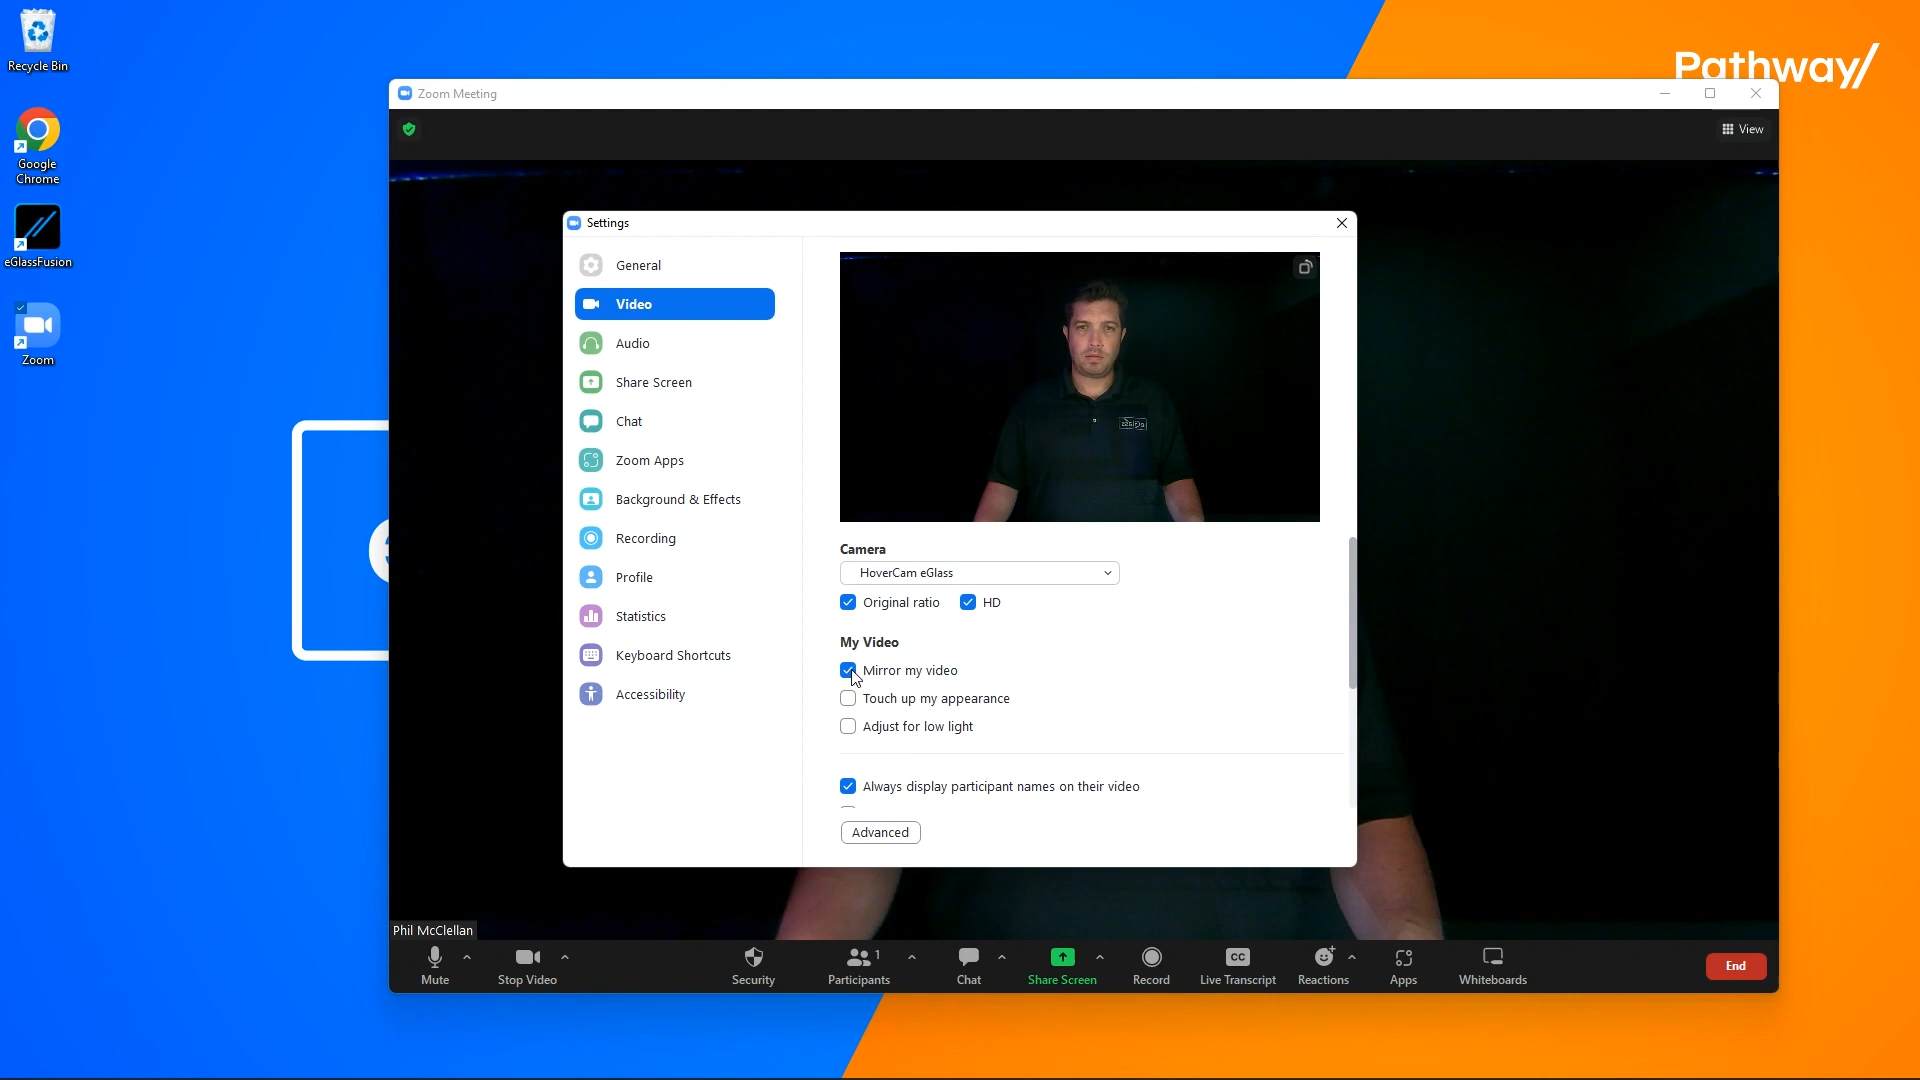 Recycle Bin
Google
Chrome
eGlassFusion
Zoom
Pathway
Zoom Meeting
View
Settings
General
Video
Audio
Share Screen
Chat
Zoom Apps
Background & Effects
Recording
Profile
Statistics
Keyboard Shortcuts
Accessibility
Camera
HoverCam eGlass
Original ratio
HD
My Video
Mirror my video
Touch up my appearance
Adjust for low light
Always display participant names on their video
Advanced
Phil McClellan
Mute
Stop Video
Security
Participants
1
Chat
Share Screen
Record
CC
Live Transcript
Reactions
Apps
Whiteboards
End